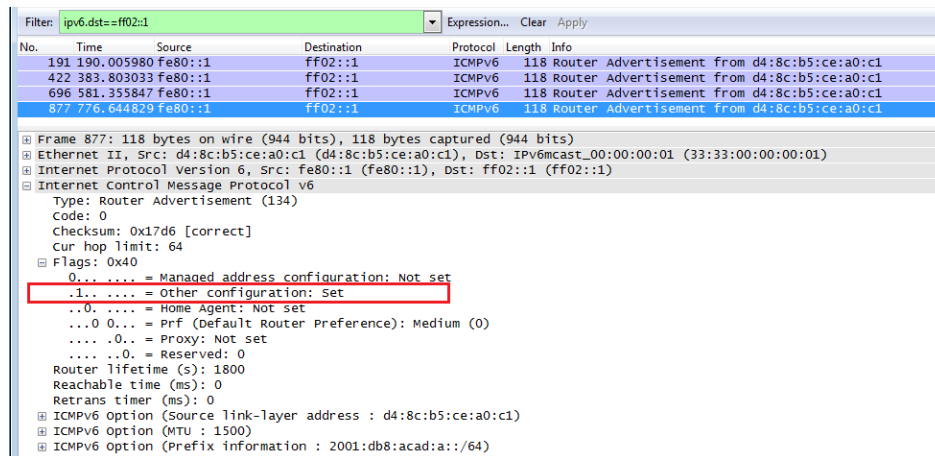 Filter: ipv6.dst==ff02::1 Expression... Clear Apply
No. Time Source Destination Protocol Length Info
191 190.005980 fe80::1 ff02::1 ICMPv6 118 Router Advertisement from d4:8c:b5:ce:a0:c1
422 383.803033 fe80::1 ff02::1 ICMPv6 118 Router Advertisement from d4:8c:b5:ce:a0:c1
696 581.355847 fe80::1 ff02::1 ICMPv6 118 Router Advertisement from d4:8c:b5:ce:a0:c1
877 776.644829 fe80::1 ff02::1 ICMPv6 118 Router Advertisement from d4:8c:b5:ce:a0:c1
Frame 877: 118 bytes on wire (944 bits), 118 bytes captured (944 bits)
Ethernet II, Src: d4:8c:b5:ce:a0:c1 (d4:8c:b5:ce:a0:c1), Dst: IPv6mcast_00:00:00:01 (33:33:00:00:00:01)
Internet Protocol Version 6, Src: fe80::1 (fe80::1), Dst: ff02::1 (ff02::1)
Internet Control Message Protocol v6
Type: Router Advertisement (134)
Code: 0
Checksum: 0x17d6 [correct]
Cur hop limit: 64
Flags: 0x40
0... .... = Managed address configuration: Not set
.1.. .... = Other configuration: Set
..0. .... = Home Agent: Not set
...0 0... = Prf (Default Router Preference): Medium (0)
.... .0.. = Proxy: Not set
.... ..0. = Reserved: 0
Router lifetime (s): 1800
Reachable time (ms): 0
Retrans timer (ms): 0
ICMPv6 Option (Source link-layer address : d4:8c:b5:ce:a0:c1)
ICMPv6 Option (MTU : 1500)
ICMPv6 Option (Prefix information : 2001:db8:acad:a::/64)